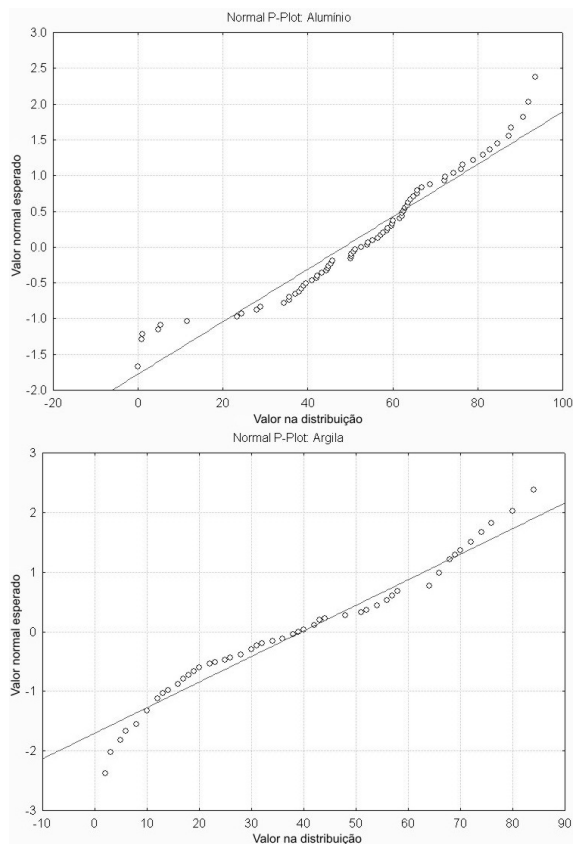 Normal P-Plot: Alumínio
3.0
2.5
2.0
1.5
1.0
0.5
0.0
-0.5
-1.0
-1.5
-2.0
Valor normal esperado
-20 0 20 40 60 80 100
Valor na distribuição
Normal P-Plot: Argila
3
2
1
0
-1
-2
-3
Valor normal esperado
-10 0 10 20 30 40 50 60 70 80 90
Valor na distribuição